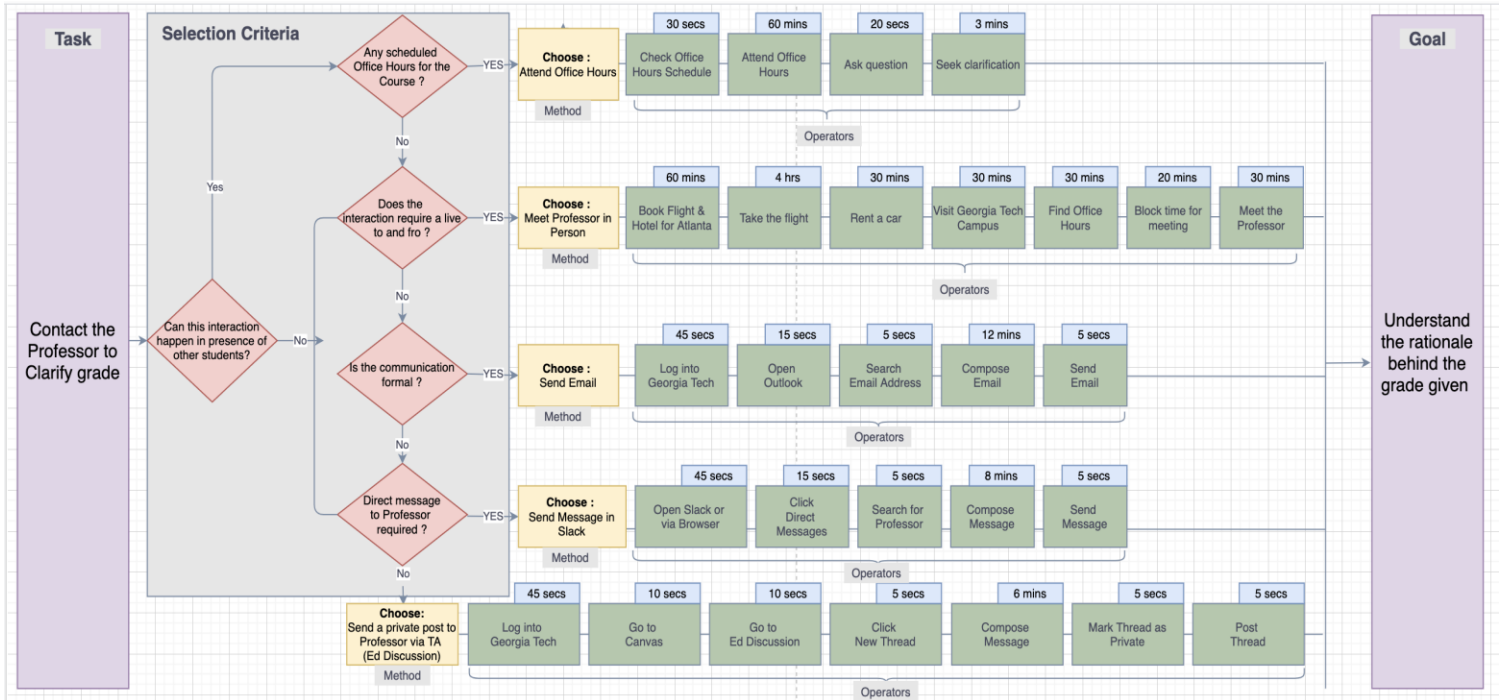 Task
Contact the
Professor to
Clarify grade
Selection Criteria
Can this interaction
happen in presence of
other students?
Yes
No
Any scheduled
Office Hours for the
Course ?
YES
No
Does the
interaction require a live
to and fro ?
YES
No
Is the communication
formal ?
YES
No
Direct message
to Professor
required ?
YES
No
Choose :
Attend Office Hours
Method
30 secs
Check Office
Hours Schedule
60 mins
Attend Office
Hours
20 secs
Ask question
3 mins
Seek clarification
Operators
Choose :
Meet Professor in
Person
Method
60 mins
Book Flight &
Hotel for Atlanta
4 hrs
Take the flight
30 mins
Rent a car
30 mins
Visit Georgia Tech
Campus
30 mins
Find Office
Hours
20 mins
Block time for
meeting
30 mins
Meet the
Professor
Operators
Choose :
Send Email
Method
45 secs
Log into
Georgia Tech
15 secs
Open
Outlook
5 secs
Search
Email Address
12 mins
Compose
Email
5 secs
Send
Email
Operators
Choose :
Send Message in
Slack
Method
45 secs
Open Slack or
via Browser
15 secs
Click
Direct
Messages
5 secs
Search for
Professor
8 mins
Compose
Message
5 secs
Send
Message
Operators
Choose:
Send a private post to
Professor via TA
(Ed Discussion)
Method
45 secs
Log into
Georgia Tech
10 secs
Go to
Canvas
10 secs
Go to
Ed Discussion
5 secs
Click
New Thread
6 mins
Compose
Message
5 secs
Mark Thread as
Private
5 secs
Post
Thread
Operators
Goal
Understand
the rationale
behind the
grade given